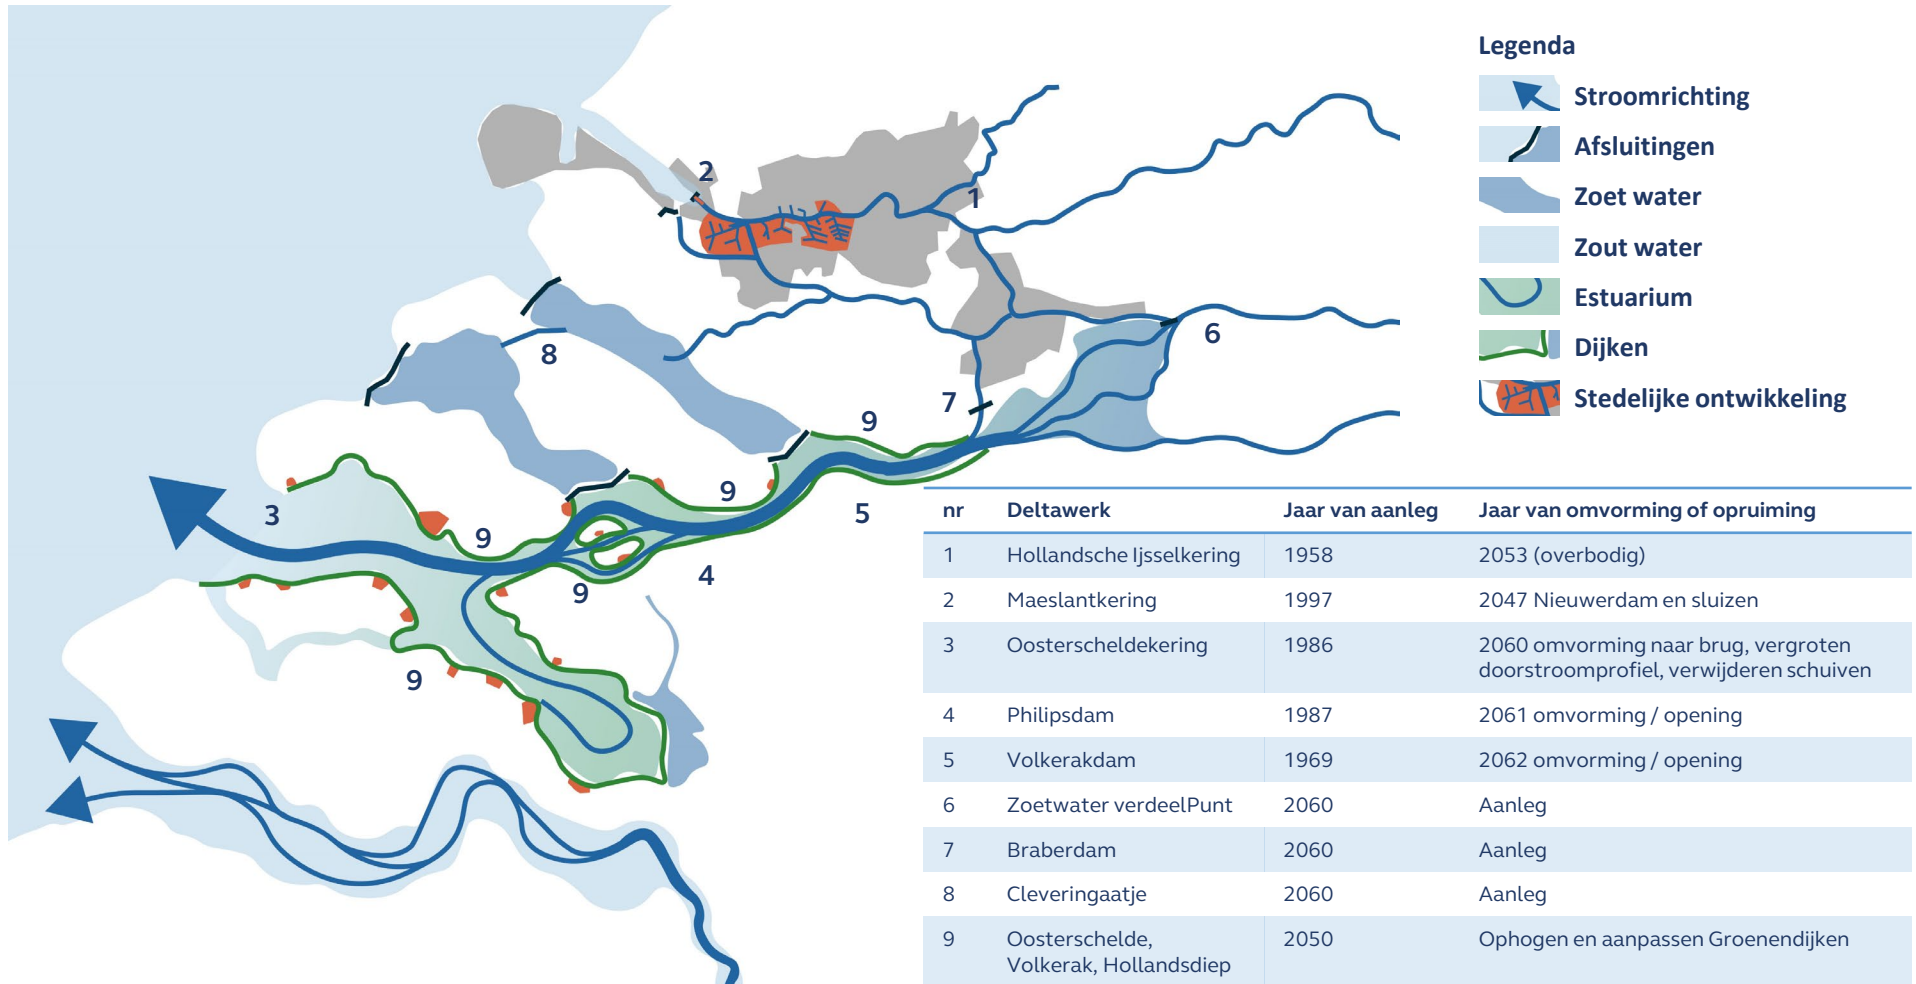 2
1
8
6
7
9
3
9
9
5
4
9
9
Legenda
Stroomrichting
Afsluitingen
Zoet water
Zout water
Estuarium
Dijken
Stedelijke ontwikkeling
nr Deltawerk Jaar van aanleg Jaar van omvorming of opruiming
1 Hollandsche Ijsselkering 1958 2053 (overbodig)
2 Maeslantkering 1997 2047 Nieuwerdam en sluizen
3 Oosterscheldekering 1986 2060 omvorming naar brug, vergroten
doorstroomprofiel, verwijderen schuiven
4 Philipsdam 1987 2061 omvorming / opening
5 Volkerakdam 1969 2062 omvorming / opening
6 Zoetwater verdeelPunt 2060 Aanleg
7 Braberdam 2060 Aanleg
8 Cleveringaatje 2060 Aanleg
9 Oosterschelde, 2050 Ophogen en aanpassen Groenendijken
Volkerak, Hollandsdiep